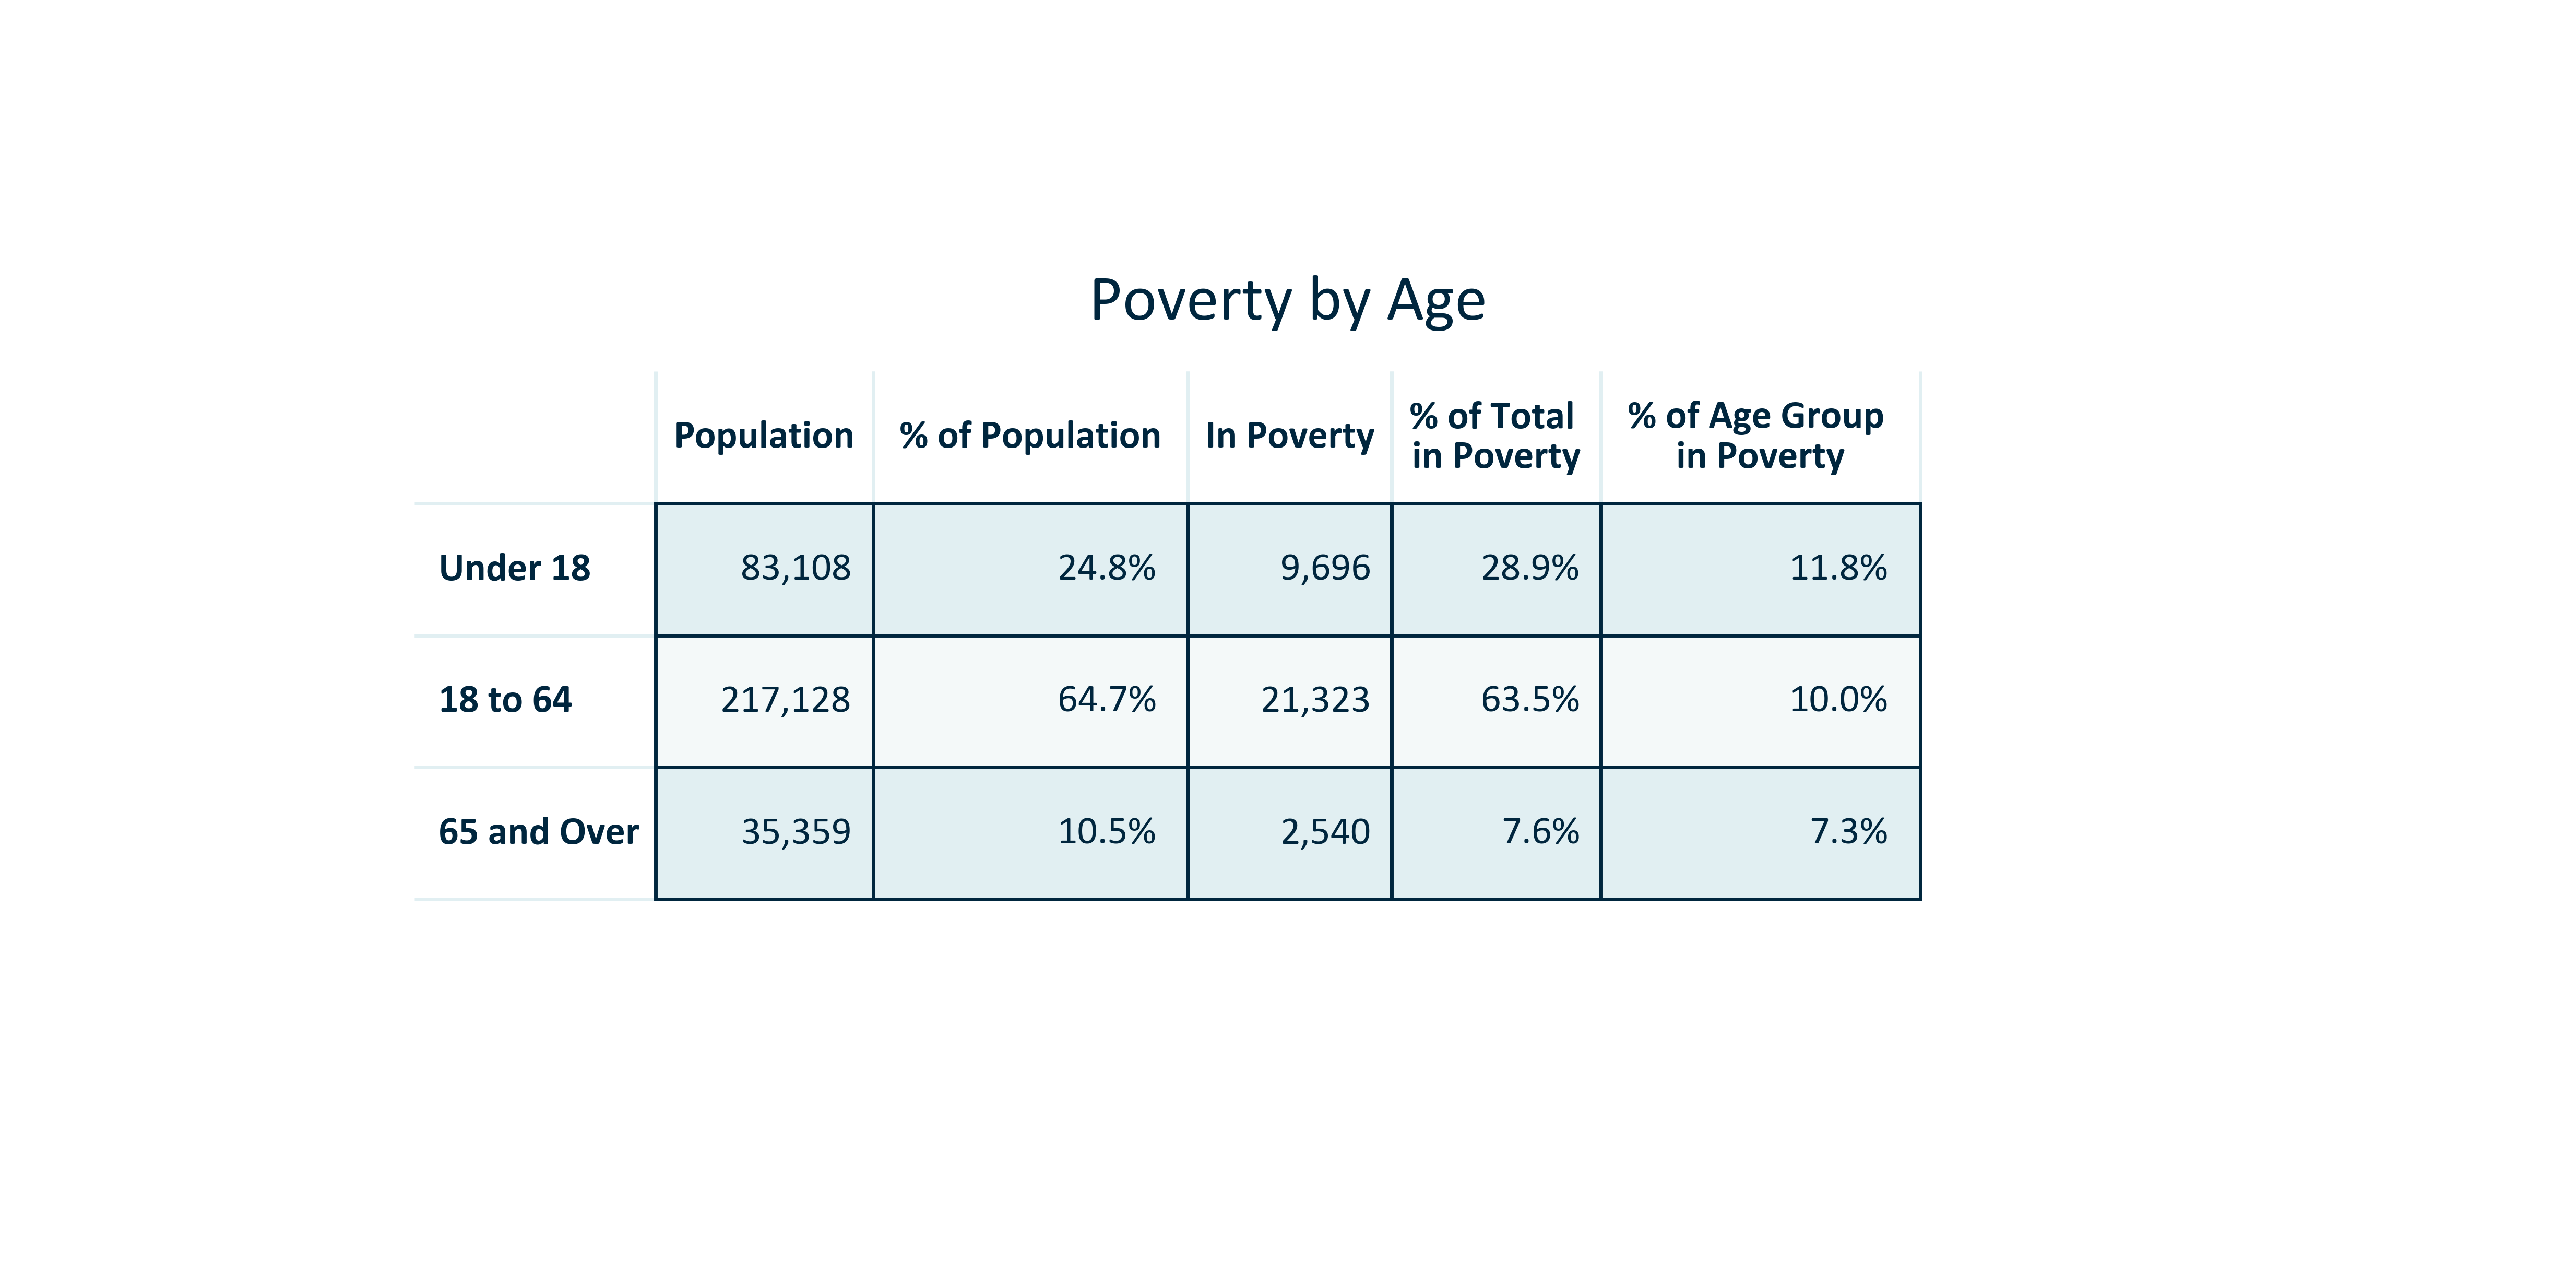 Poverty by Age
Population % of Population In Poverty % of Total in Poverty % of Age Group in Poverty
Under 18 83,108 24.8% 9,696 28.9% 11.8%
18 to 64 217,128 64.7% 21,323 63.5% 10.0%
65 and Over 35,359 10.5% 2,540 7.6% 7.3%